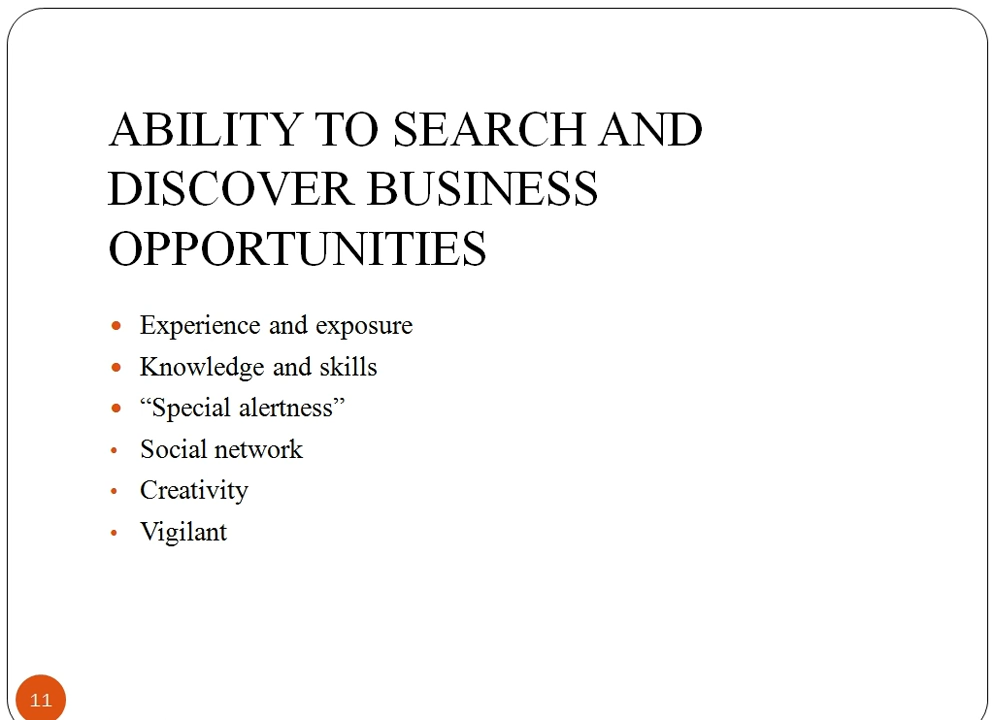 ABILITY TO SEARCH AND
DISCOVER BUSINESS
OPPORTUNITIES
Experience and exposure
Knowledge and skills
“Special alertness”
Social network
Creativity
Vigilant
11